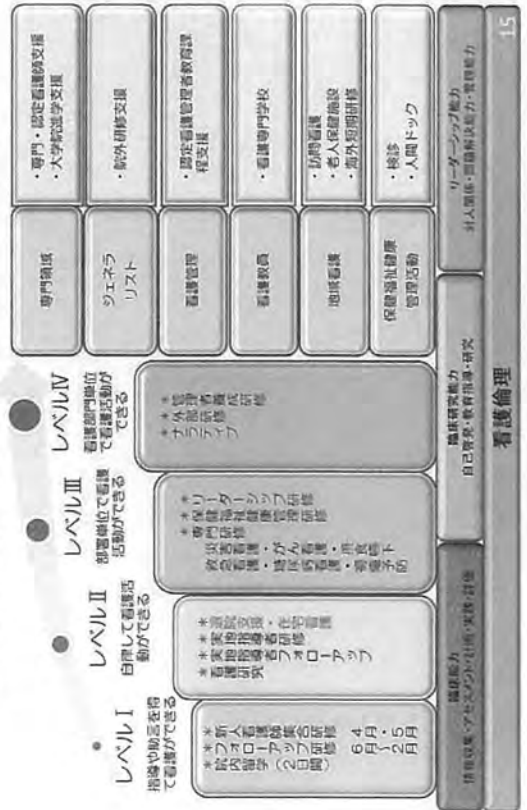 レベルⅠ
指導や助言を得
て看護ができる
＊新人看護師集合研修 4月・5月
＊フォローアップ研修 6月～2月
＊院内留学（2日間）
レベルⅡ
自律して看護活
動ができる
＊退院支援・在宅看護
＊実地指導者研修
＊実地指導者フォローアップ
＊看護研究
レベルⅢ
部署単位で看護
活動ができる
＊リーダーシップ研修
＊保健福祉健康管理研修
＊専門研修
災害看護・がん看護・摂食嚥下
救急看護・糖尿病看護・褥瘡予防
レベルⅣ
看護部門単位
で看護活動が
できる
＊管理者養成研修
＊外部研修
＊ナラティブ
専門領域
・専門・認定看護師支援
・大学院進学支援
ジェネラ
リスト
・院外研修支援
看護管理
・認定看護管理者教育課
程支援
看護教員
・看護専門学校
地域看護
・訪問看護
・老人保健施設
・海外短期研修
保健福祉健康
管理活動
・検診
・人間ドック
臨床能力
情報収集・アセスメント・計画・実践・評価
臨床研究能力
自己啓発・教育指導・研究
リーダーシップ能力
対人関係・問題解決能力・管理能力
看護倫理
15